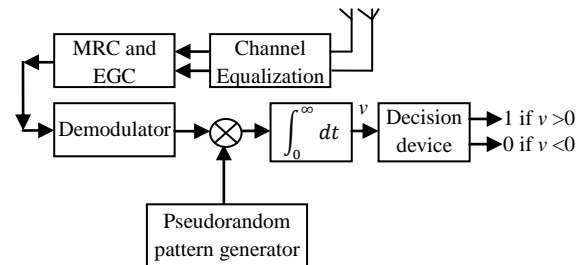 MRC and
EGC
Channel
Equalization
Demodulator
∫₀^∞ dt
v
Decision
device
1 if v >0
0 if v <0
Pseudorandom
pattern generator